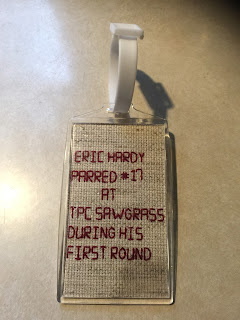 ERIC HARDY
PARRED #17
AT
TPC SAWGRASS
DURING HIS
FIRST ROUND